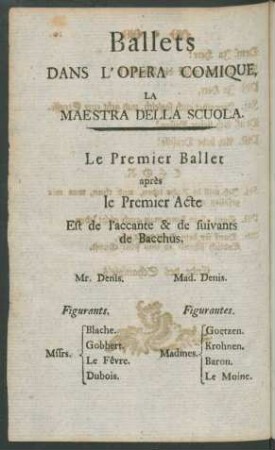 Ballets
DANS L'OPERA COMIQUE,
LA
MAESTRA DELLA SCUOLA.
Le Premier Ballet
après
le Premier Acte
Est de l'accante & de suivants
de Bacchus.
Mr. Denis. Mad. Denis.
Figurants. Figurantes.
Mssrs. Madmes.
Blache. Goetzen.
Gobbert. Krohnen.
Le Fêvre. Baron.
Dubois. Le Moine.